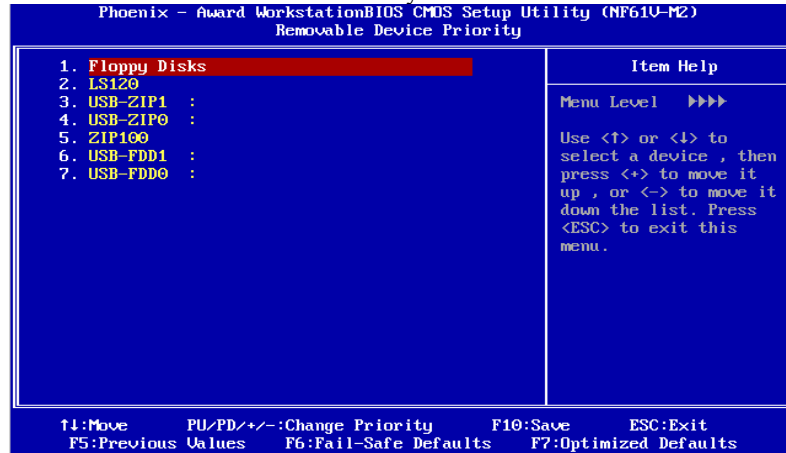 Phoenix - Award WorkstationBIOS CMOS Setup Utility (NF61V-M2)
Removable Device Priority
1. Floppy Disks
2. LS120
3. USB-ZIP1 :
4. USB-ZIP0 :
5. ZIP100
6. USB-FDD1 :
7. USB-FDD0 :
Item Help
Menu Level ►►►►
Use <↑> or <↓> to
select a device , then
press <+> to move it
up , or <-> to move it
down the list. Press
<ESC> to exit this
menu.
↑↓:Move PU/PD/+/-:Change Priority F10:Save ESC:Exit
F5:Previous Values F6:Fail-Safe Defaults F7:Optimized Defaults